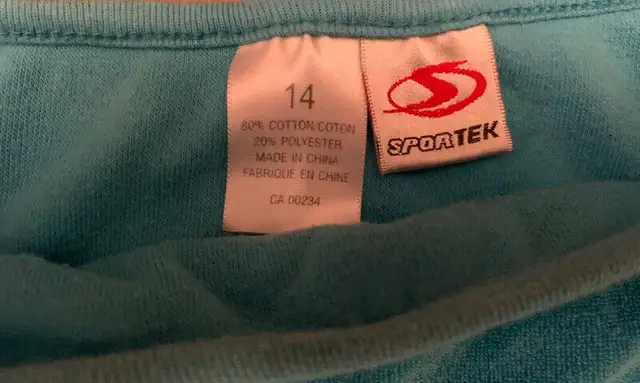 14
80% COTTON/COTON
20% POLYESTER
MADE IN CHINA
FABRIQUE EN CHINE
CA 00234
SPORTEK